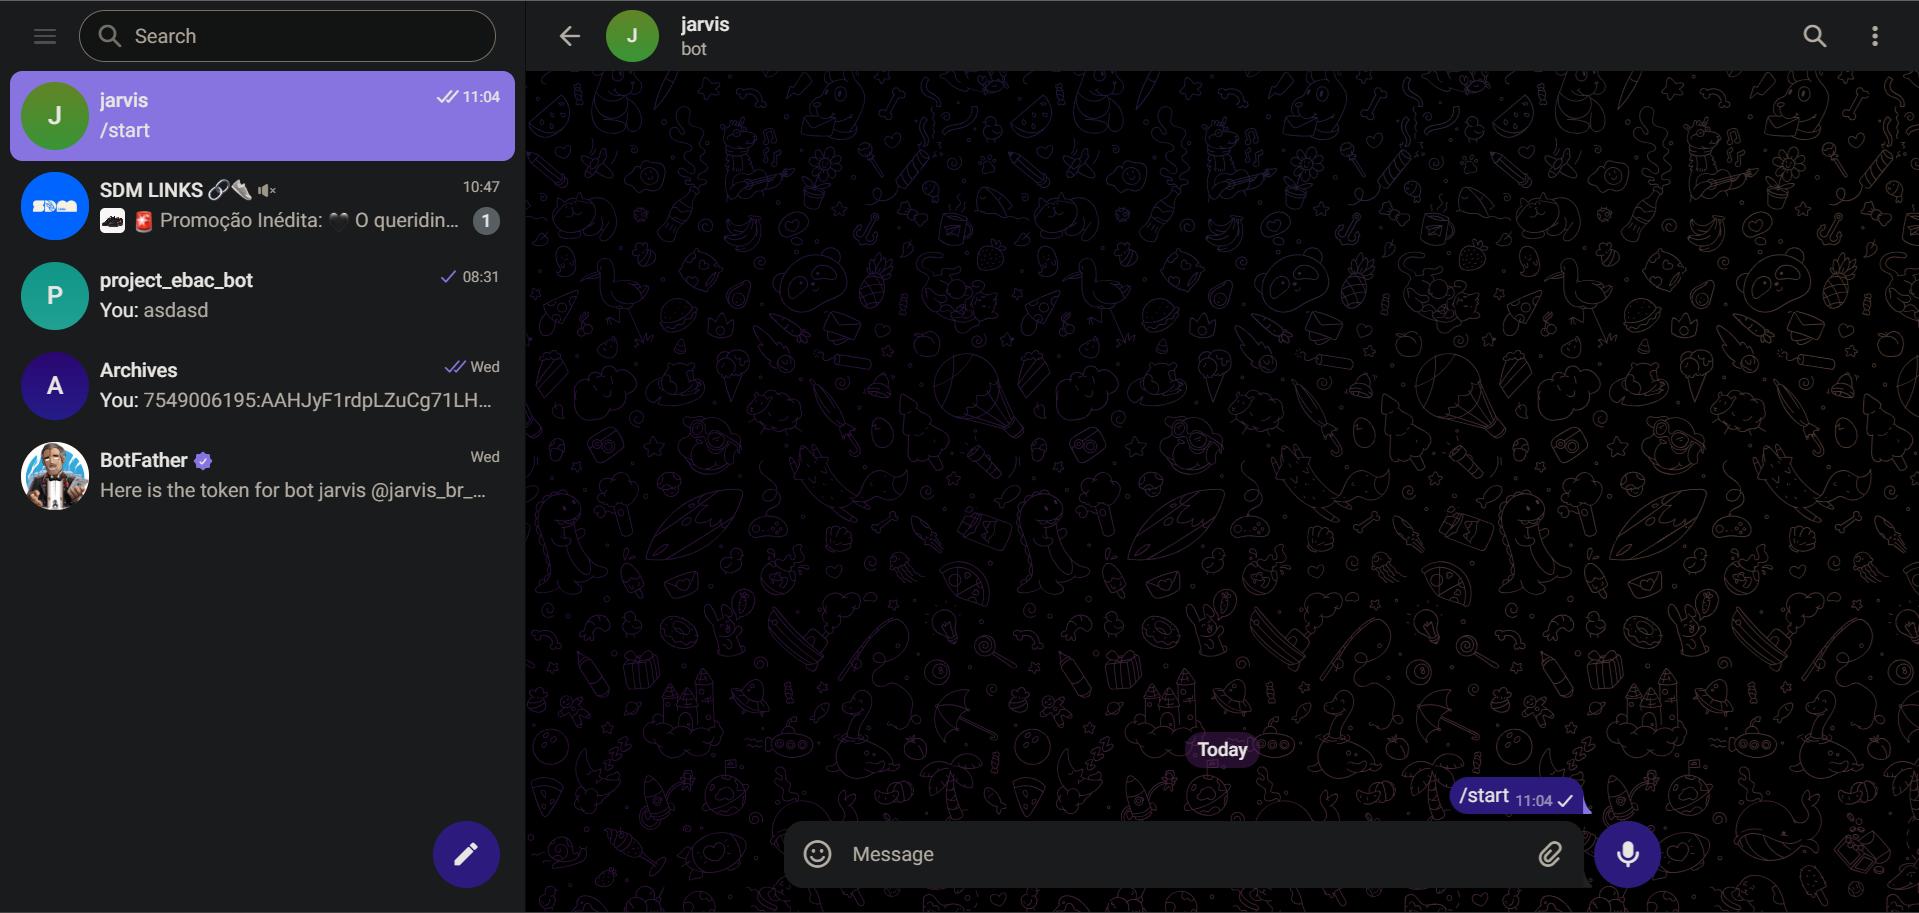 Search
J
jarvis
11:04
/start
SDM
SDM LINKS
10:47
🚨 Promoção Inédita: 🖤 O queridin...
1
P
project_ebac_bot
08:31
You: asdasd
A
Archives
Wed
You: 7549006195:AAHJyF1rdpLZuCg71LH...
BotFather
Wed
Here is the token for bot jarvis @jarvis_br_...
J
jarvis
bot
Today
/start 11:04
Message